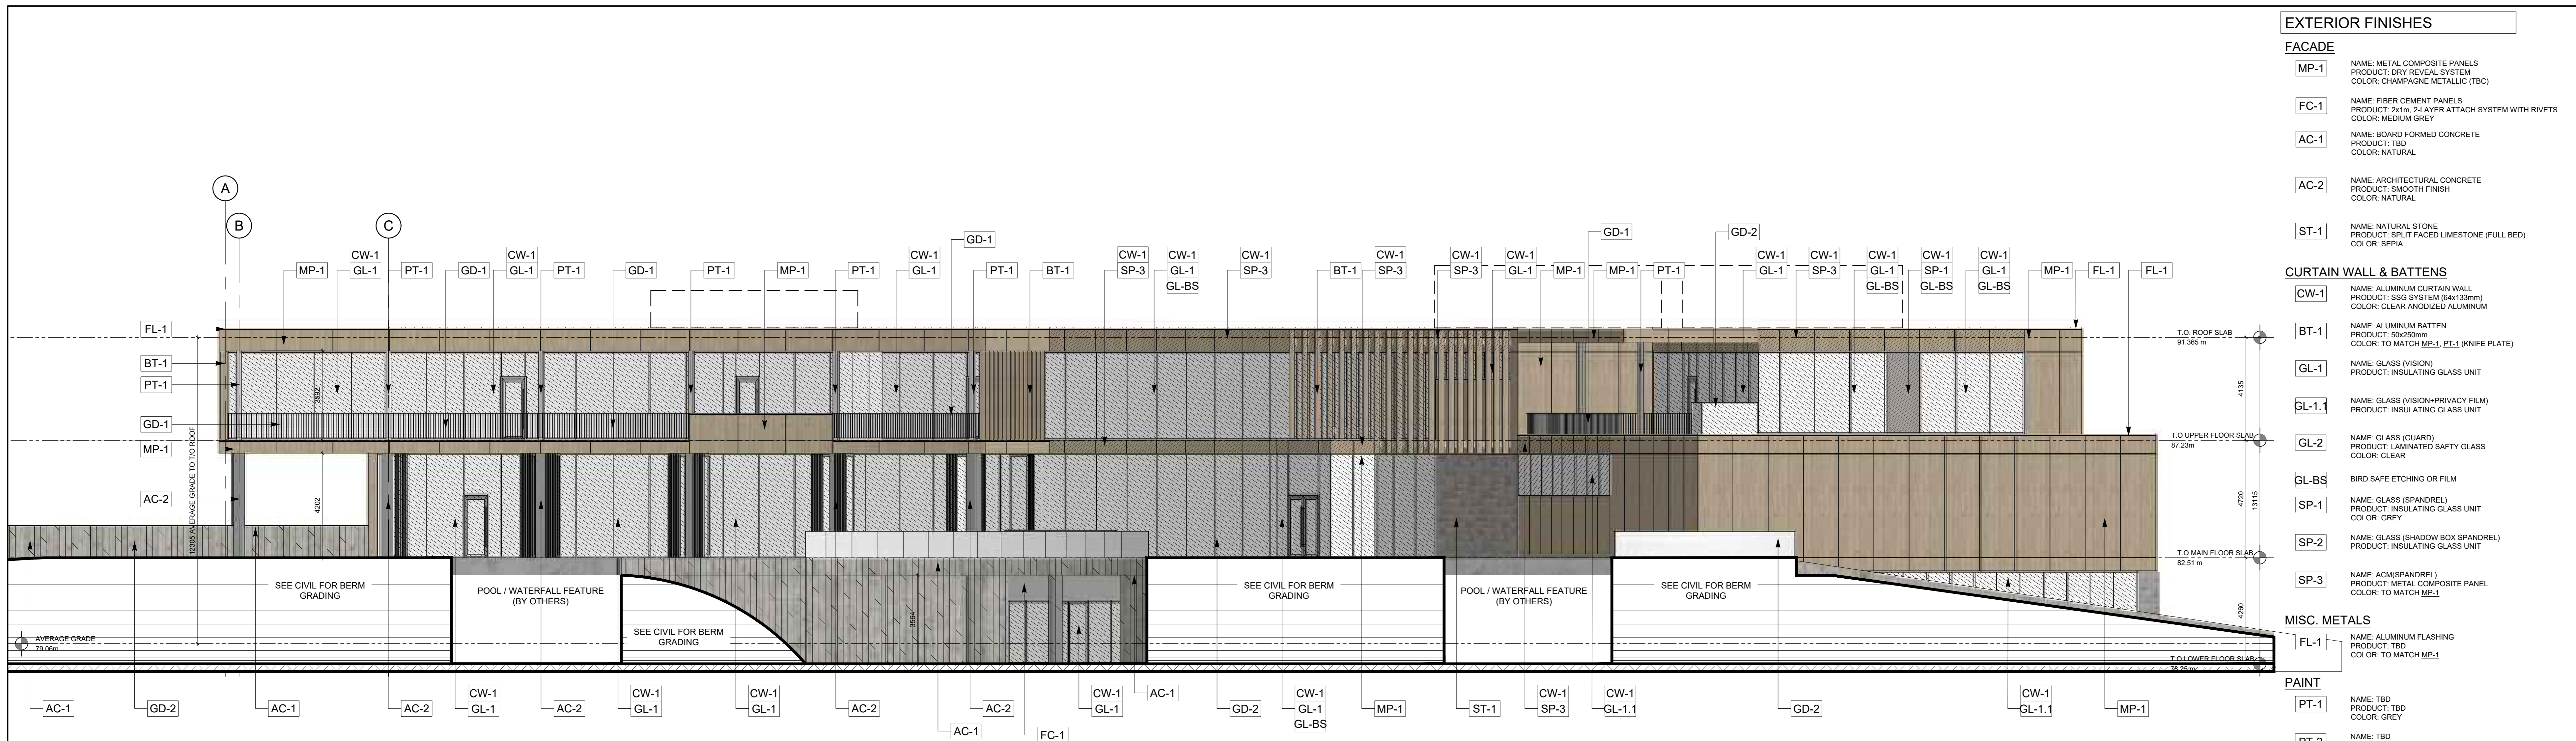 EXTERIOR FINISHES
FACADE
MP-1
NAME: METAL COMPOSITE PANELS
PRODUCT: DRY REVEAL SYSTEM
COLOR: CHAMPAGNE METALLIC (TBC)
FC-1
NAME: FIBER CEMENT PANELS
PRODUCT: 2x1m, 2-LAYER ATTACH SYSTEM WITH RIVETS
COLOR: MEDIUM GREY
AC-1
NAME: BOARD FORMED CONCRETE
PRODUCT: TBD
COLOR: NATURAL
AC-2
NAME: ARCHITECTURAL CONCRETE
PRODUCT: SMOOTH FINISH
COLOR: NATURAL
ST-1
NAME: NATURAL STONE
PRODUCT: SPLIT FACED LIMESTONE (FULL BED)
COLOR: SEPIA
CURTAIN WALL & BATTENS
CW-1
NAME: ALUMINUM CURTAIN WALL
PRODUCT: SSG SYSTEM (64x133mm)
COLOR: CLEAR ANODIZED ALUMINUM
BT-1
NAME: ALUMINUM BATTEN
PRODUCT: 50x250mm
COLOR: TO MATCH MP-1, PT-1 (KNIFE PLATE)
GL-1
NAME: GLASS (VISION)
PRODUCT: INSULATING GLASS UNIT
GL-1.1
NAME: GLASS (VISION+PRIVACY FILM)
PRODUCT: INSULATING GLASS UNIT
GL-2
NAME: GLASS (GUARD)
PRODUCT: LAMINATED SAFTY GLASS
COLOR: CLEAR
GL-BS
BIRD SAFE ETCHING OR FILM
SP-1
NAME: GLASS (SPANDREL)
PRODUCT: INSULATING GLASS UNIT
COLOR: GREY
SP-2
NAME: GLASS (SHADOW BOX SPANDREL)
PRODUCT: INSULATING GLASS UNIT
SP-3
NAME: ACM(SPANDREL)
PRODUCT: METAL COMPOSITE PANEL
COLOR: TO MATCH MP-1
MISC. METALS
FL-1
NAME: ALUMINUM FLASHING
PRODUCT: TBD
COLOR: TO MATCH MP-1
PAINT
PT-1
NAME: TBD
PRODUCT: TBD
COLOR: GREY
PT-2
NAME: TBD
A
B
C
MP-1
CW-1
GL-1
PT-1
GD-1
CW-1
GL-1
PT-1
GD-1
PT-1
MP-1
PT-1
CW-1
GL-1
GD-1
PT-1
BT-1
CW-1
SP-3
CW-1
GL-1
GL-BS
CW-1
SP-3
BT-1
CW-1
SP-3
CW-1
SP-3
CW-1
GL-1
MP-1
GD-1
MP-1
PT-1
GD-2
CW-1
GL-1
CW-1
SP-3
CW-1
GL-1
GL-BS
CW-1
SP-1
GL-BS
CW-1
GL-1
GL-BS
MP-1
FL-1
FL-1
FL-1
BT-1
PT-1
GD-1
MP-1
AC-2
2892
4202
12305 AVERAGE GRADE TO T/O ROOF
3564
T.O. ROOF SLAB
91.365 m
4135
T.O UPPER FLOOR SLAB
87.23m
4720
13115
T.O MAIN FLOOR SLAB
82.51 m
4260
T.O LOWER FLOOR SLAB
78.25 m
AVERAGE GRADE
79.06m
SEE CIVIL FOR BERM
GRADING
POOL / WATERFALL FEATURE
(BY OTHERS)
SEE CIVIL FOR BERM
GRADING
SEE CIVIL FOR BERM
GRADING
POOL / WATERFALL FEATURE
(BY OTHERS)
SEE CIVIL FOR BERM
GRADING
AC-1
GD-2
AC-1
AC-2
CW-1
GL-1
AC-2
CW-1
GL-1
CW-1
GL-1
AC-2
AC-1
AC-2
FC-1
CW-1
GL-1
AC-1
GD-2
CW-1
GL-1
GL-BS
MP-1
ST-1
CW-1
SP-3
CW-1
GL-1.1
GD-2
CW-1
GL-1.1
MP-1